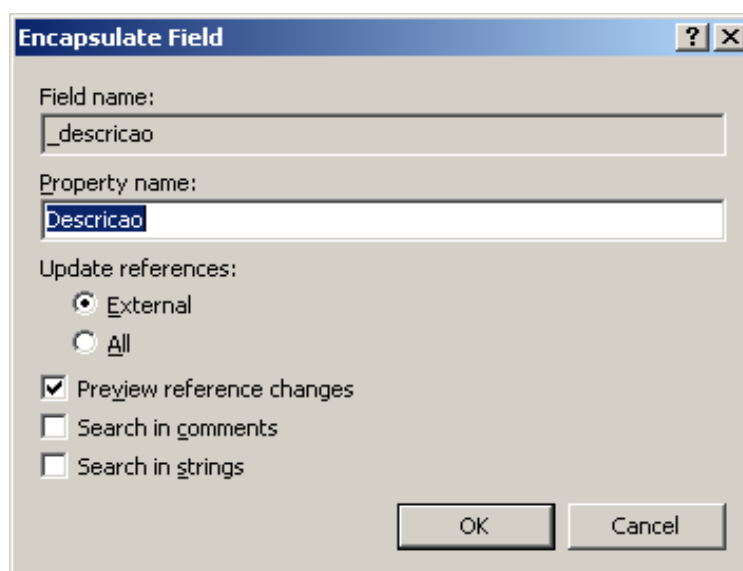 Encapsulate Field
Field name:
_descricao
Property name:
Descricao
Update references:
External
All
Preview reference changes
Search in comments
Search in strings
OK Cancel